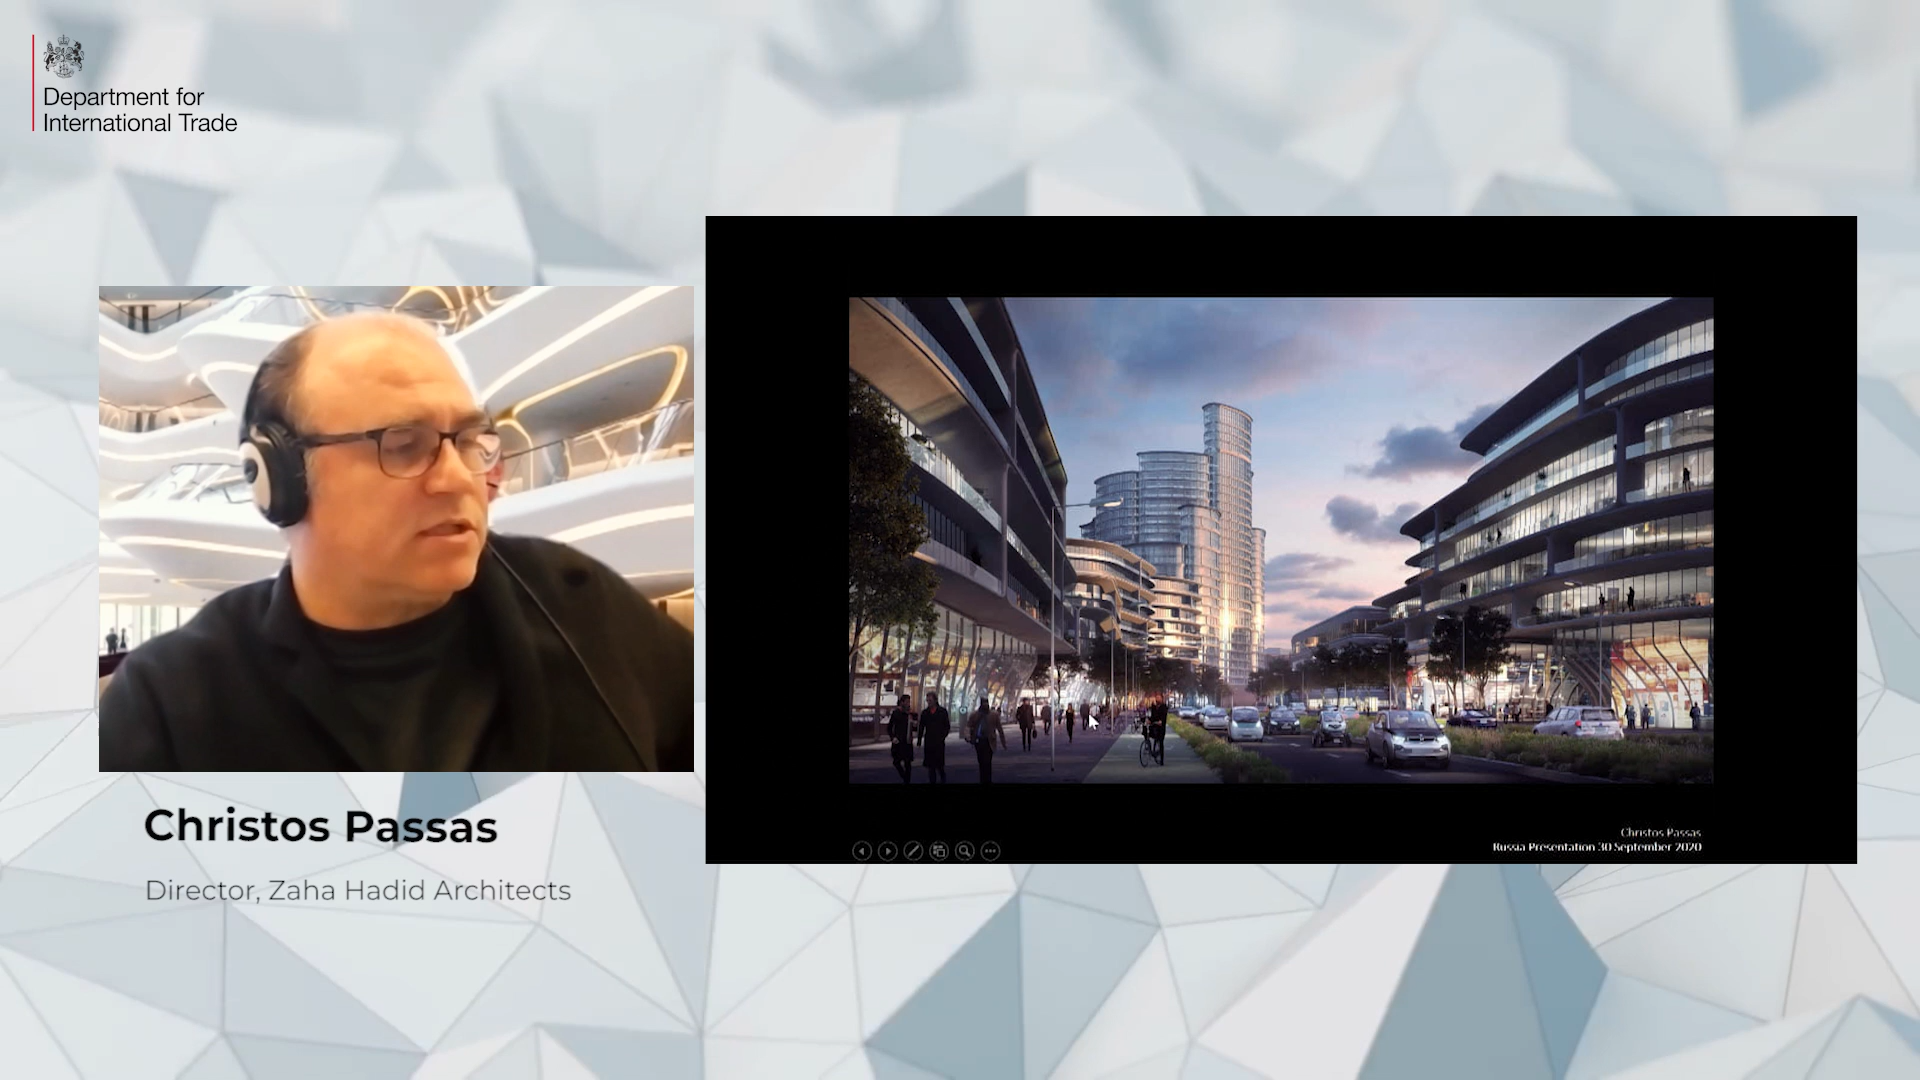 Department for
International Trade
Christos Passas
Russia Presentation 30 September 2020
Christos Passas
Director, Zaha Hadid Architects